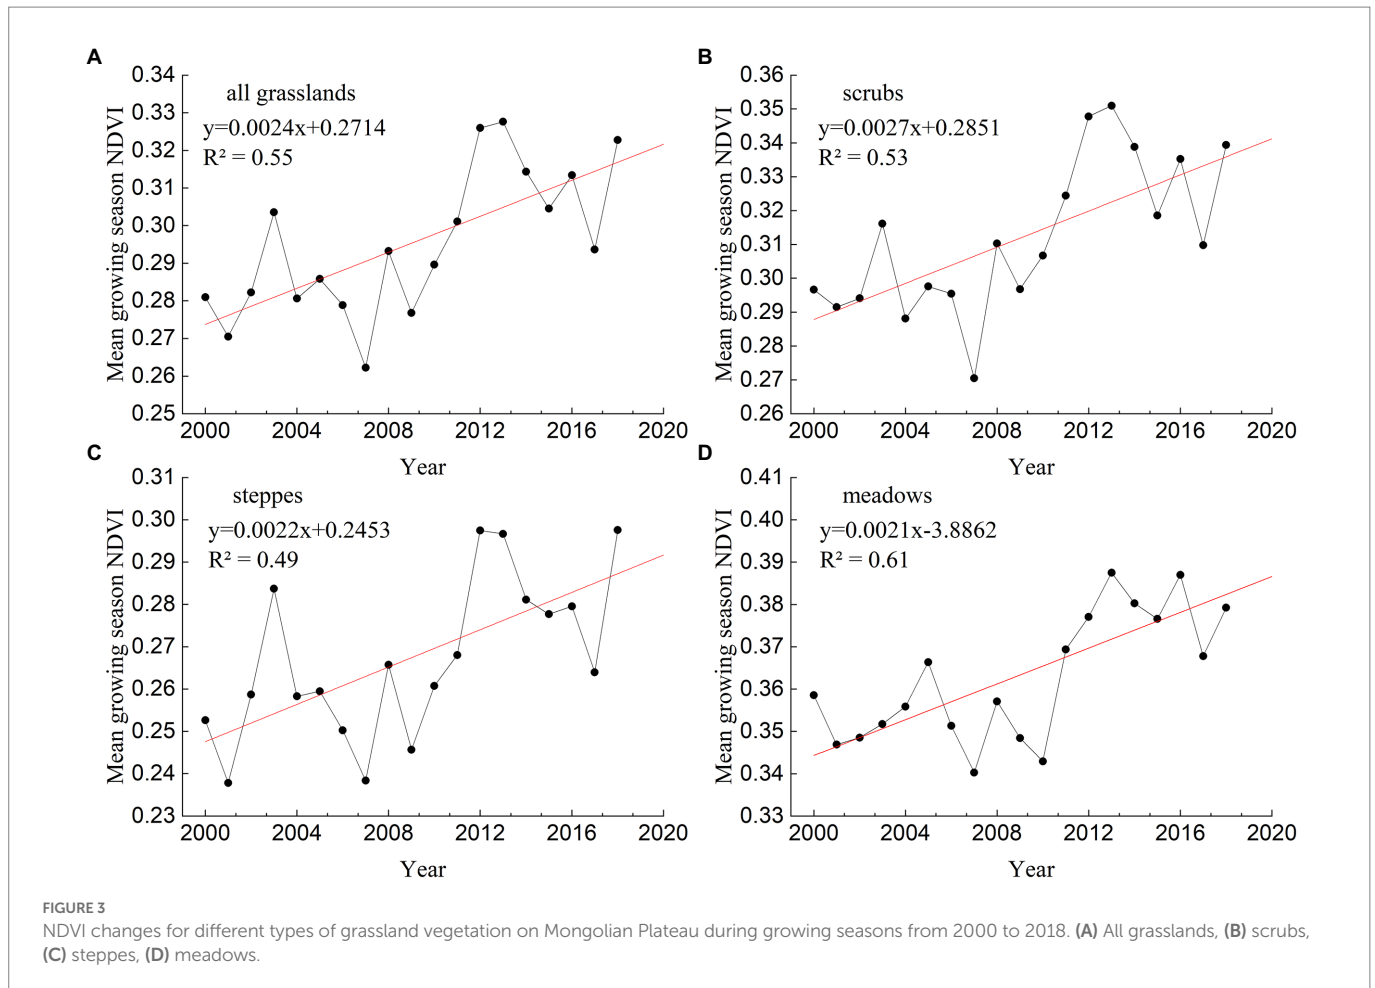 A
all grasslands
y=0.0024x+0.2714
R² = 0.55
Mean growing season NDVI
0.34
0.33
0.32
0.31
0.30
0.29
0.28
0.27
0.26
0.25
2000 2004 2008 2012 2016 2020
Year
B
scrubs
y=0.0027x+0.2851
R² = 0.53
Mean growing season NDVI
0.36
0.35
0.34
0.33
0.32
0.31
0.30
0.29
0.28
0.27
0.26
2000 2004 2008 2012 2016 2020
Year
C
steppes
y=0.0022x+0.2453
R² = 0.49
Mean growing season NDVI
0.31
0.30
0.29
0.28
0.27
0.26
0.25
0.24
0.23
2000 2004 2008 2012 2016 2020
Year
D
meadows
y=0.0021x-3.8862
R² = 0.61
Mean growing season NDVI
0.41
0.40
0.39
0.38
0.37
0.36
0.35
0.34
0.33
2000 2004 2008 2012 2016 2020
Year
FIGURE 3
NDVI changes for different types of grassland vegetation on Mongolian Plateau during growing seasons from 2000 to 2018. (A) All grasslands, (B) scrubs,
(C) steppes, (D) meadows.